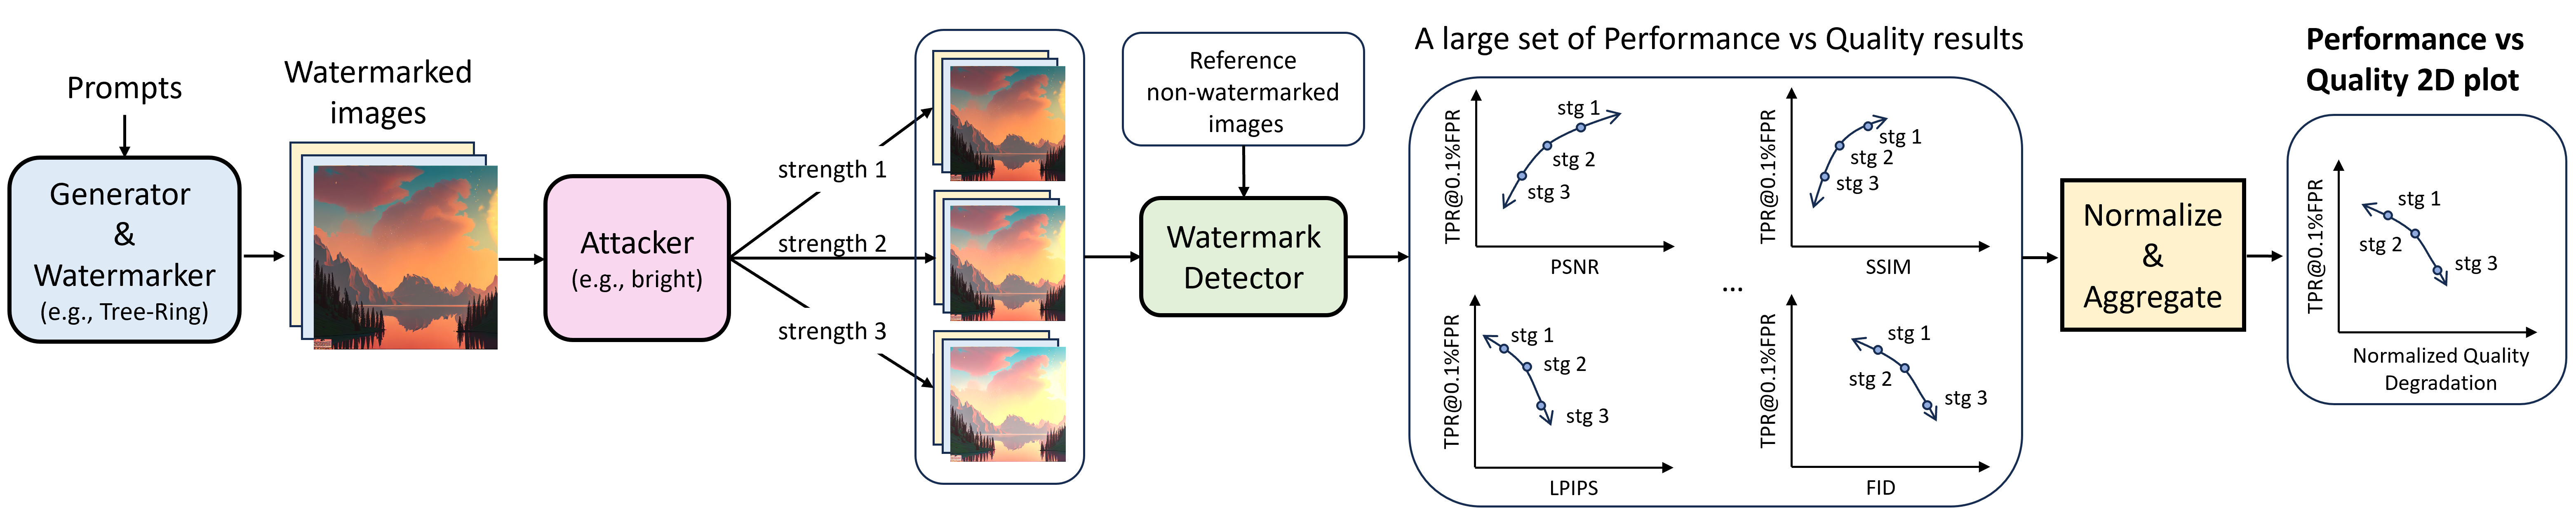 Prompts
Generator
&
Watermarker
(e.g., Tree-Ring)
Watermarked
images
Attacker
(e.g., bright)
strength 1
strength 2
strength 3
Reference
non-watermarked
images
Watermark
Detector
A large set of Performance vs Quality results
TPR@0.1%FPR
stg 1
stg 2
stg 3
PSNR
TPR@0.1%FPR
stg 1
stg 2
stg 3
SSIM
...
TPR@0.1%FPR
stg 1
stg 2
stg 3
LPIPS
TPR@0.1%FPR
stg 1
stg 2
stg 3
FID
Normalize
&
Aggregate
Performance vs
Quality 2D plot
TPR@0.1%FPR
stg 1
stg 2
stg 3
Normalized Quality
Degradation